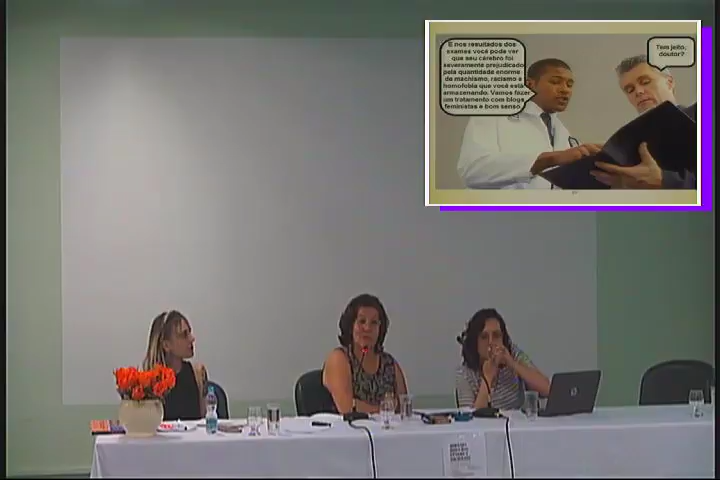 E nos resultados dos
exames você pode ver
que seu cérebro foi
severamente prejudicado
pela quantidade enorme
de machismo, racismo e
homofobia que você está
armazenando. Vamos fazer
um tratamento com blogs
feministas e bom senso.
Tem jeito,
doutor?